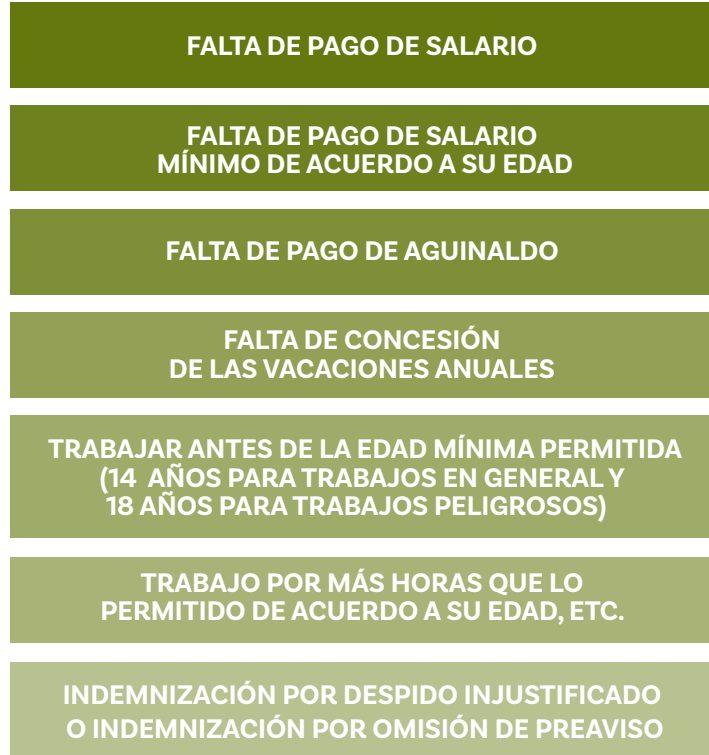 FALTA DE PAGO DE SALARIO
FALTA DE PAGO DE SALARIO
MÍNIMO DE ACUERDO A SU EDAD
FALTA DE PAGO DE AGUINALDO
FALTA DE CONCESIÓN
DE LAS VACACIONES ANUALES
TRABAJAR ANTES DE LA EDAD MÍNIMA PERMITIDA
(14 AÑOS PARA TRABAJOS EN GENERAL Y
18 AÑOS PARA TRABAJOS PELIGROSOS)
TRABAJO POR MÁS HORAS QUE LO
PERMITIDO DE ACUERDO A SU EDAD, ETC.
INDEMNIZACIÓN POR DESPIDO INJUSTIFICADO
O INDEMNIZACIÓN POR OMISIÓN DE PREAVISO